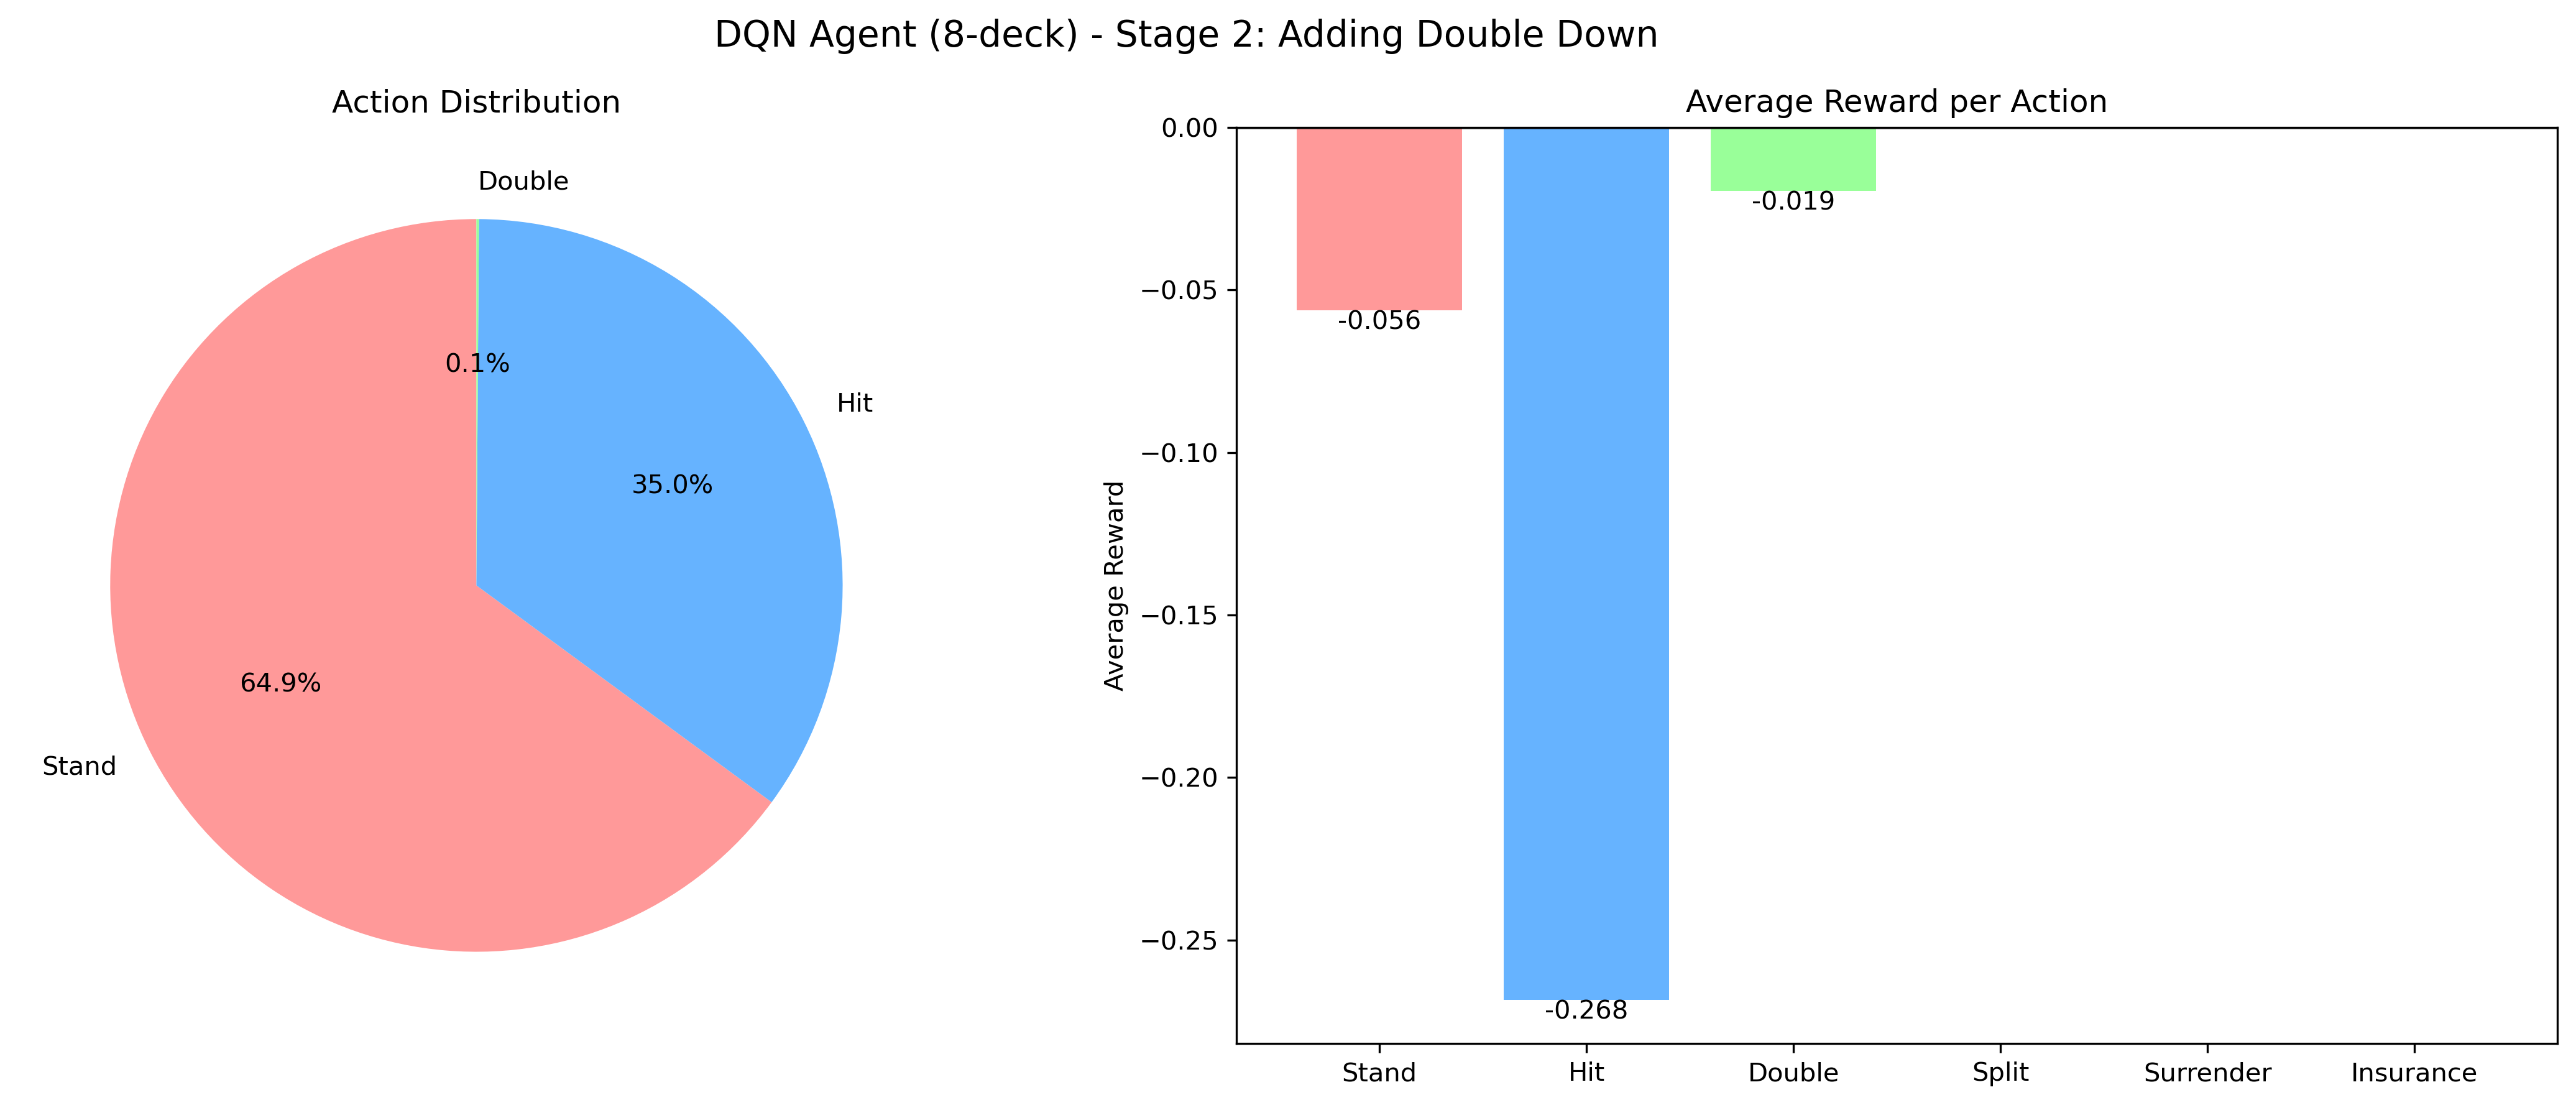 DQN Agent (8-deck) - Stage 2: Adding Double Down
Action Distribution
Double
0.1%
Hit
35.0%
64.9%
Stand
Average Reward per Action
Average Reward
0.00
−0.05
−0.10
−0.15
−0.20
−0.25
-0.056
-0.268
-0.019
Stand
Hit
Double
Split
Surrender
Insurance